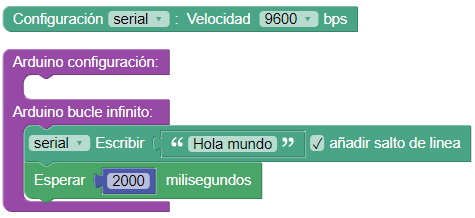 Configuración serial : Velocidad 9600 bps
Arduino configuración:
Arduino bucle infinito:
serial Escribir “ Hola mundo ” añadir salto de linea
Esperar 2000 milisegundos